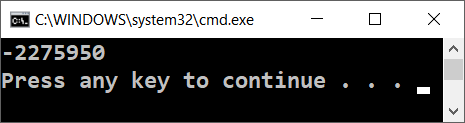 C:\WINDOWS\system32\cmd.exe
-2275950
Press any key to continue . . .